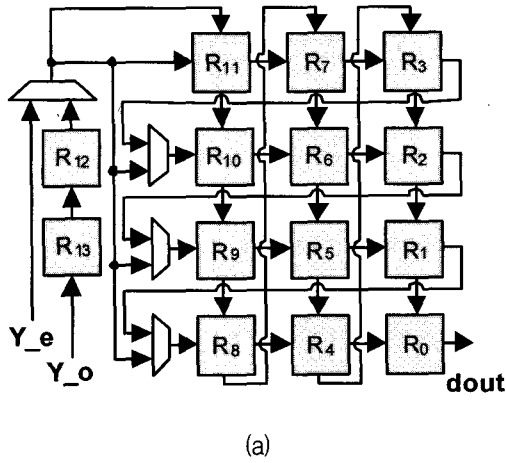 R11 R7 R3
R12 R10 R6 R2
R13 R9 R5 R1
Y_e Y_o R8 R4 R0
dout
(a)